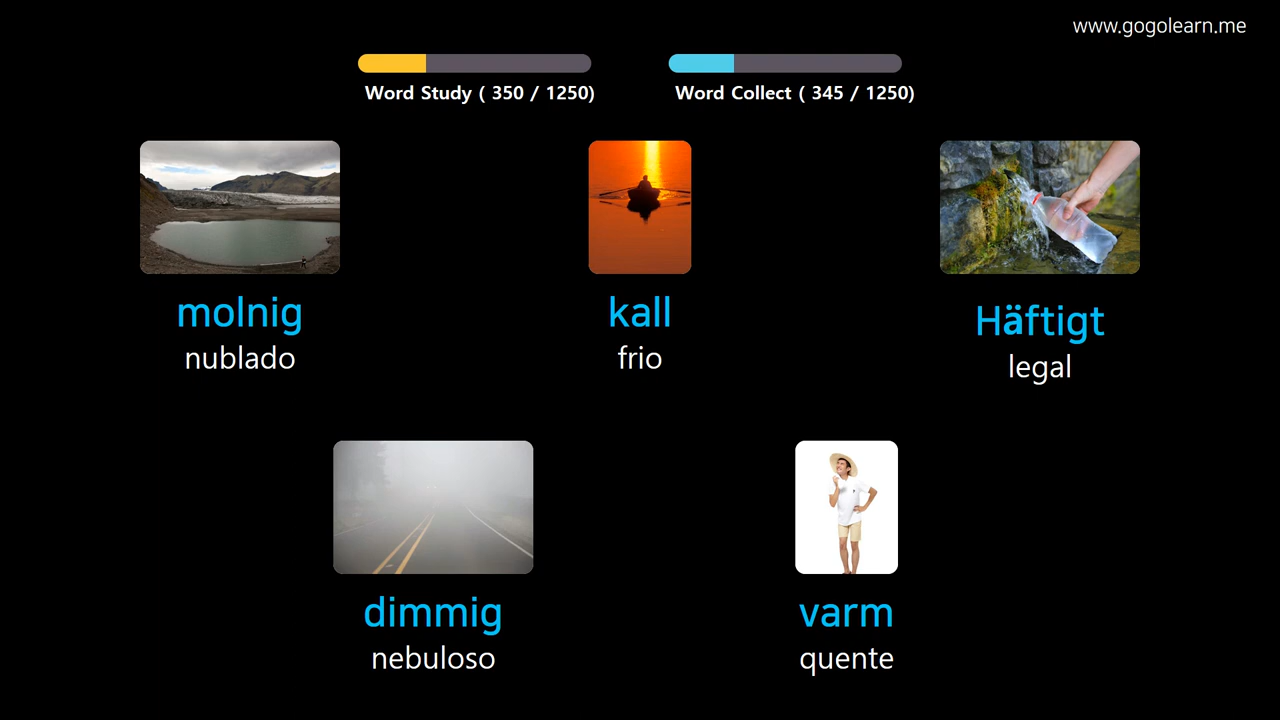 www.gogolearn.me
Word Study ( 350 / 1250)
Word Collect ( 345 / 1250)
molnig
nublado
kall
frio
Häftigt
legal
dimmig
nebuloso
varm
quente